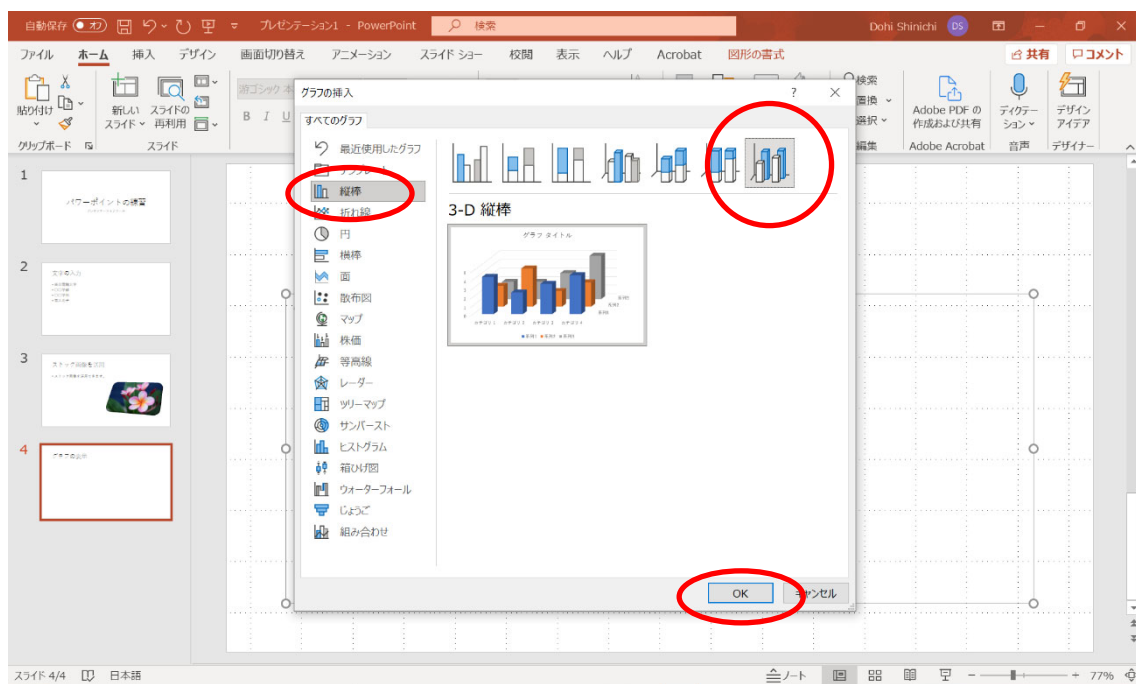 自動保存 オフ プレゼンテーション1 - PowerPoint 検索 Dohi Shinichi DS
ファイル ホーム 挿入 デザイン 画面切り替え アニメーション スライド ショー 校閲 表示 ヘルプ Acrobat 図形の書式 共有 コメント
貼り付け 新しい スライド スライドの 再利用 游ゴシック 本 B I U 検索 置換 選択 Adobe PDF の 作成および共有 ディクテーション デザイン アイデア
クリップボード スライド 編集 Adobe Acrobat 音声 デザイナー
グラフの挿入 ? ×
すべてのグラフ
最近使用したグラフ
テンプレート
縦棒
折れ線
円
横棒
面
散布図
マップ
株価
等高線
レーダー
ツリーマップ
サンバースト
ヒストグラム
箱ひげ図
ウォーターフォール
じょうご
組み合わせ
3-D 縦棒
グラフ タイトル
OK キャンセル
1
パワーポイントの練習
2
文字の入力
3
4
グラフの表示
スライド 4/4 日本語 ノート 77%